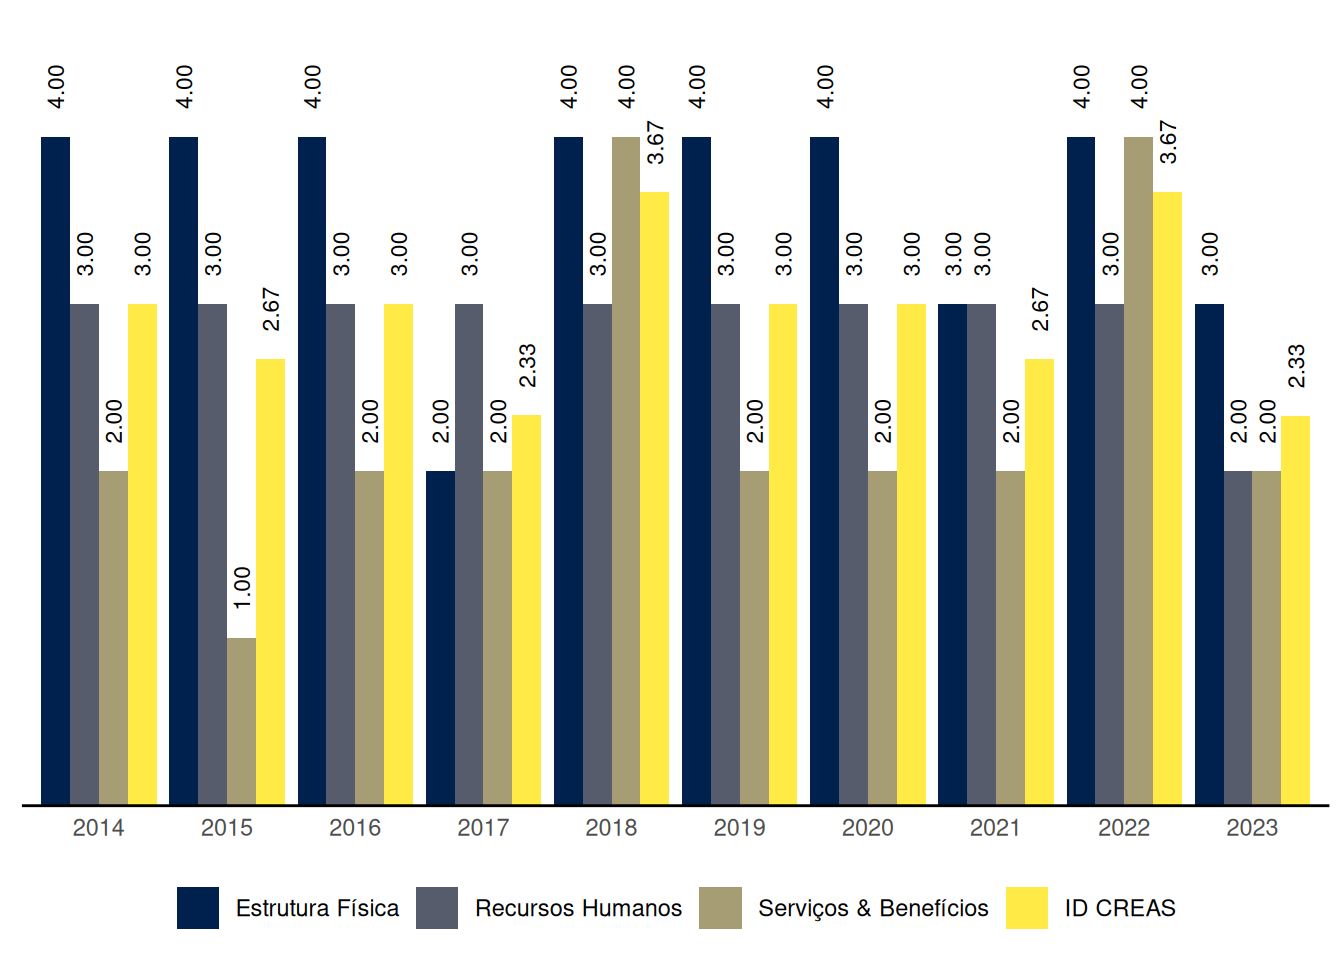 4.00 4.00 4.00 4.00 4.00 4.00 4.00 4.00 4.00
3.67 3.67
3.00 3.00 3.00 3.00 3.00 3.00 3.00 3.00 3.00 3.00 3.00 3.00 3.00 3.00 3.00
2.67 2.67
2.33 2.33
2.00 2.00 2.00 2.00 2.00 2.00 2.00 2.00 2.00
1.00
2014 2015 2016 2017 2018 2019 2020 2021 2022 2023
Estrutura Física Recursos Humanos Serviços & Benefícios ID CREAS